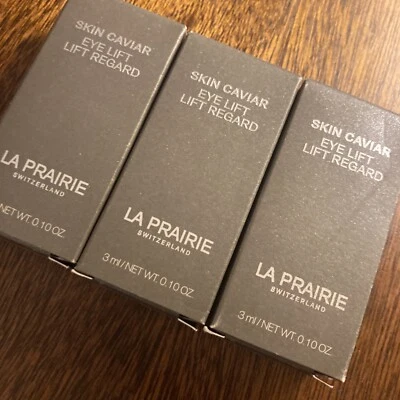 SKIN CAVIAR
EYE LIFT
LIFT REGARD
LA PRAIRIE
SWITZERLAND
NET WT. 0.10 OZ.
SKIN CAVIAR
EYE LIFT
LIFT REGARD
LA PRAIRIE
SWITZERLAND
3 ml / NET WT. 0.10 OZ.
SKIN CAVIAR
EYE LIFT
LIFT REGARD
LA PRAIRIE
SWITZERLAND
3 ml / NET WT. 0.10 OZ.